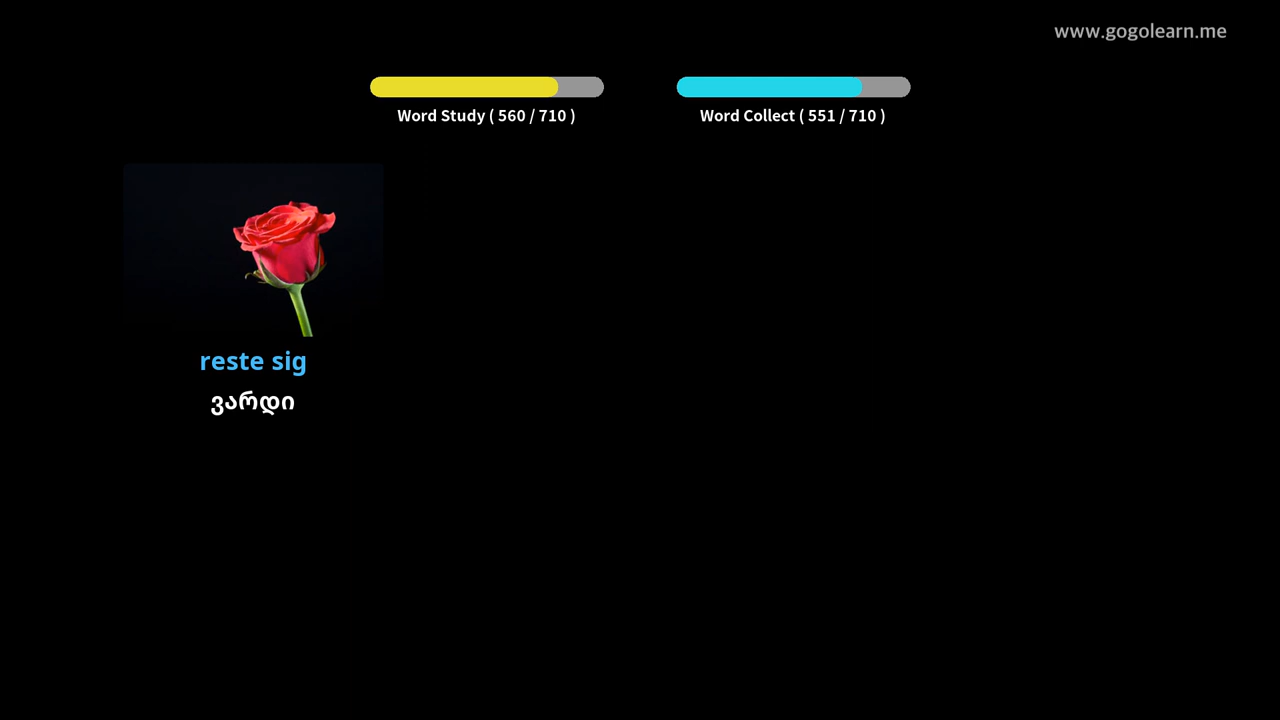 www.gogolearn.me
Word Study ( 560 / 710 )
Word Collect ( 551 / 710 )
reste sig
ვარდი